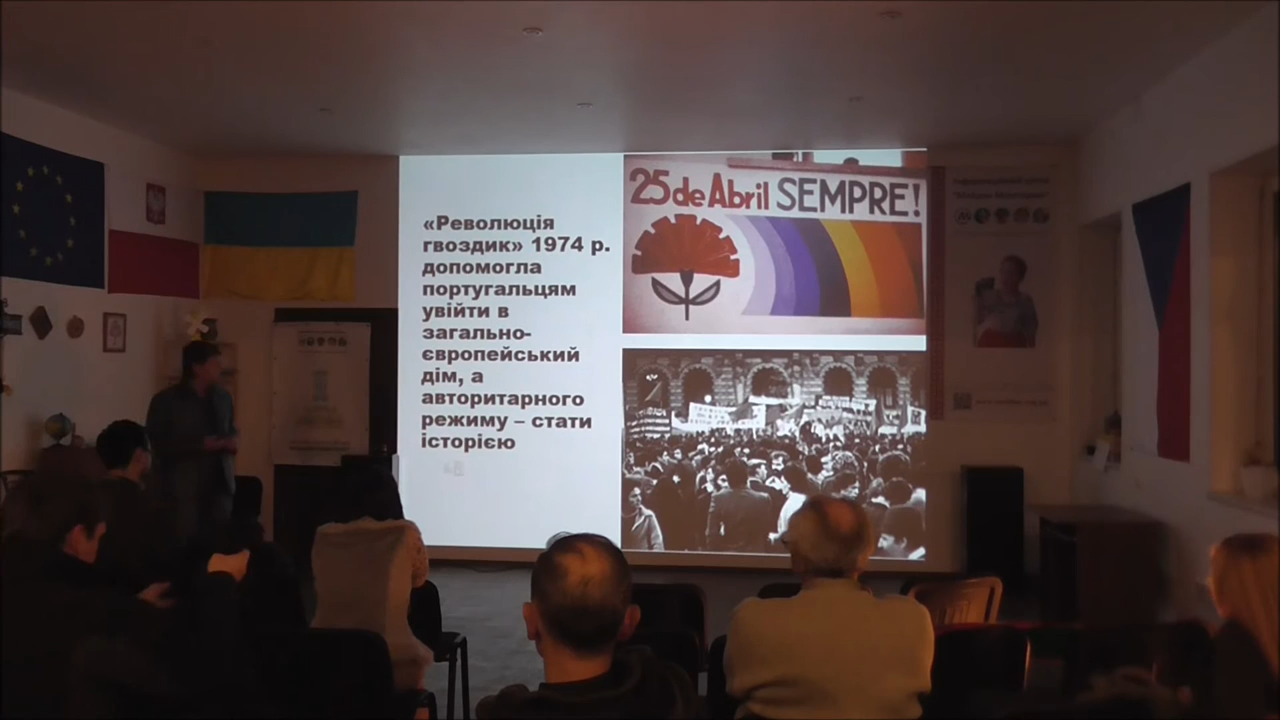 «Революція
гвоздик» 1974 р.
допомогла
португальцям
увійти в
загально-
європейський
дім, а
авторитарного
режиму – стати
історією
25 de Abril SEMPRE!